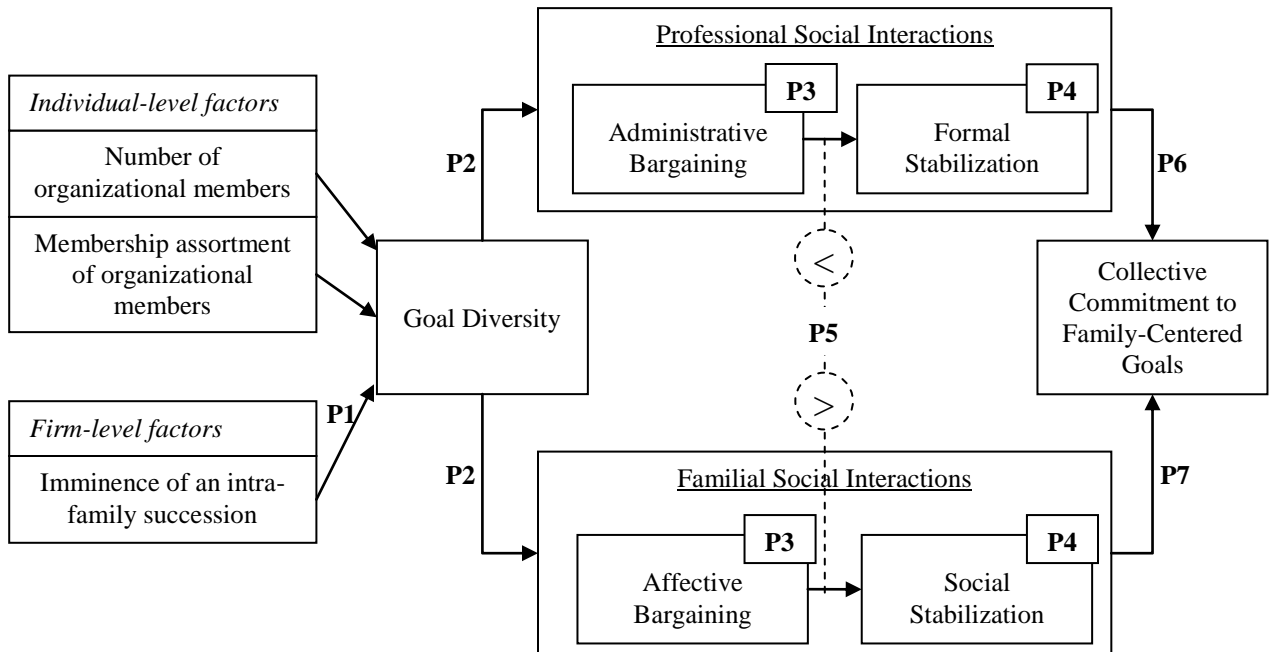 Individual-level factors
Number of
organizational members
Membership assortment
of organizational
members
Firm-level factors
Imminence of an intra-
family succession
P1
Goal Diversity
P2
P2
Professional Social Interactions
P3
Administrative
Bargaining
P4
Formal
Stabilization
<
P5
>
Familial Social Interactions
P3
Affective
Bargaining
P4
Social
Stabilization
P6
Collective
Commitment to
Family-Centered
Goals
P7